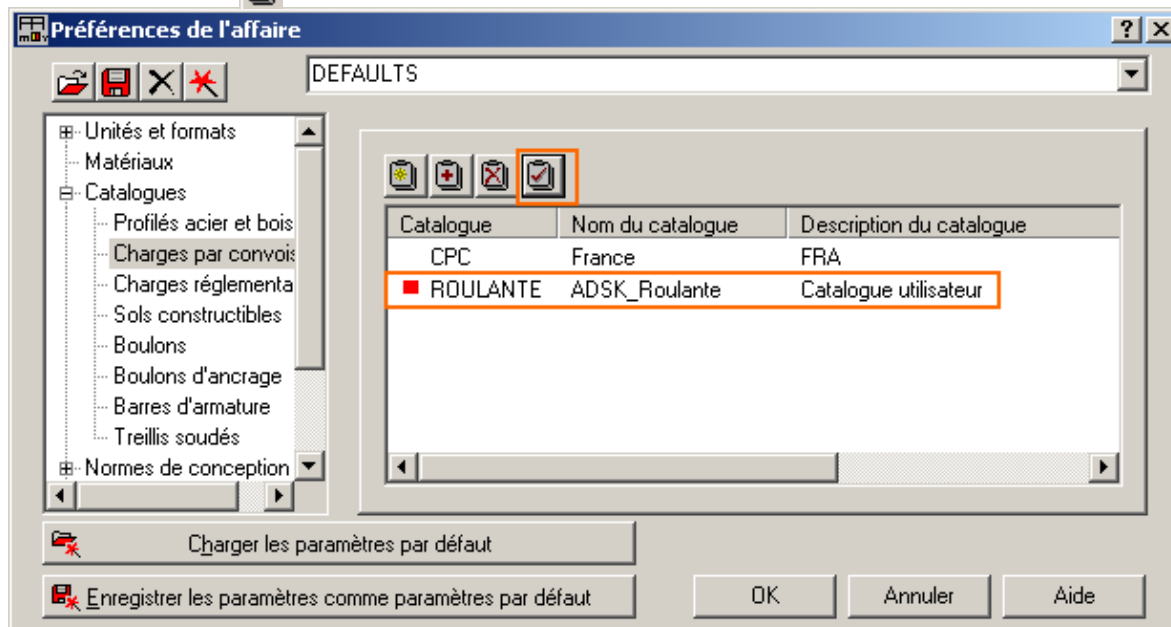 Préférences de l'affaire
DEFAULTS
Unités et formats
Matériaux
Catalogues
Profilés acier et bois
Charges par convois
Charges réglementa
Sols constructibles
Boulons
Boulons d'ancrage
Barres d'armature
Treillis soudés
Normes de conception
Catalogue Nom du catalogue Description du catalogue
CPC France FRA
ROULANTE ADSK_Roulante Catalogue utilisateur
Charger les paramètres par défaut
Enregistrer les paramètres comme paramètres par défaut
OK Annuler Aide